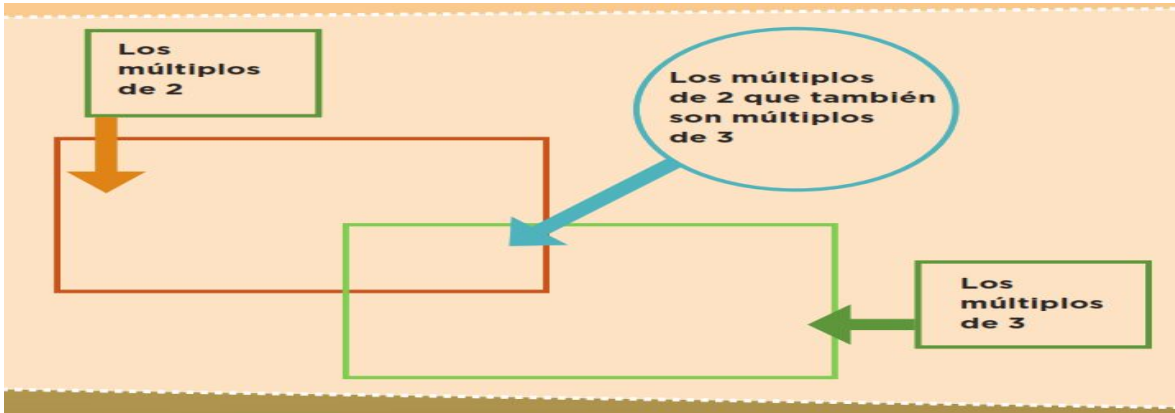 Los
múltiplos
de 2
Los múltiplos
de 2 que también
son múltiplos
de 3
Los
múltiplos
de 3